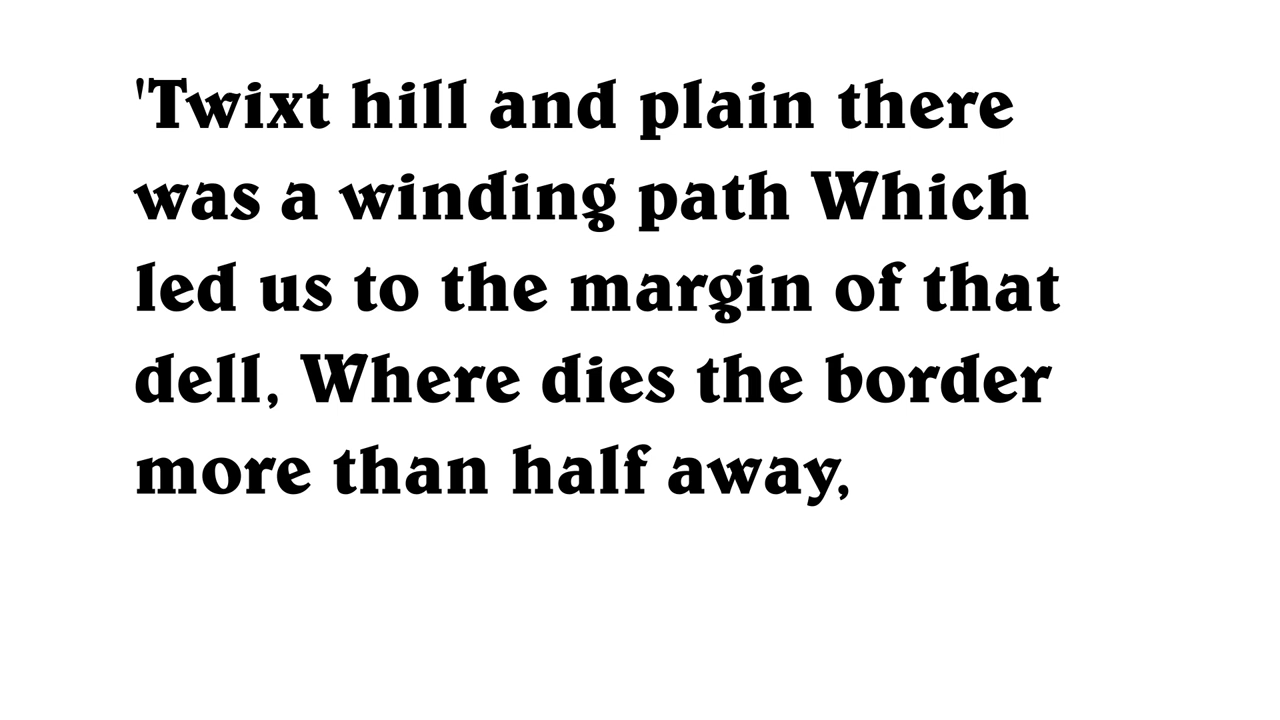 'Twixt hill and plain there
was a winding path Which
led us to the margin of that
dell, Where dies the border
more than half away,